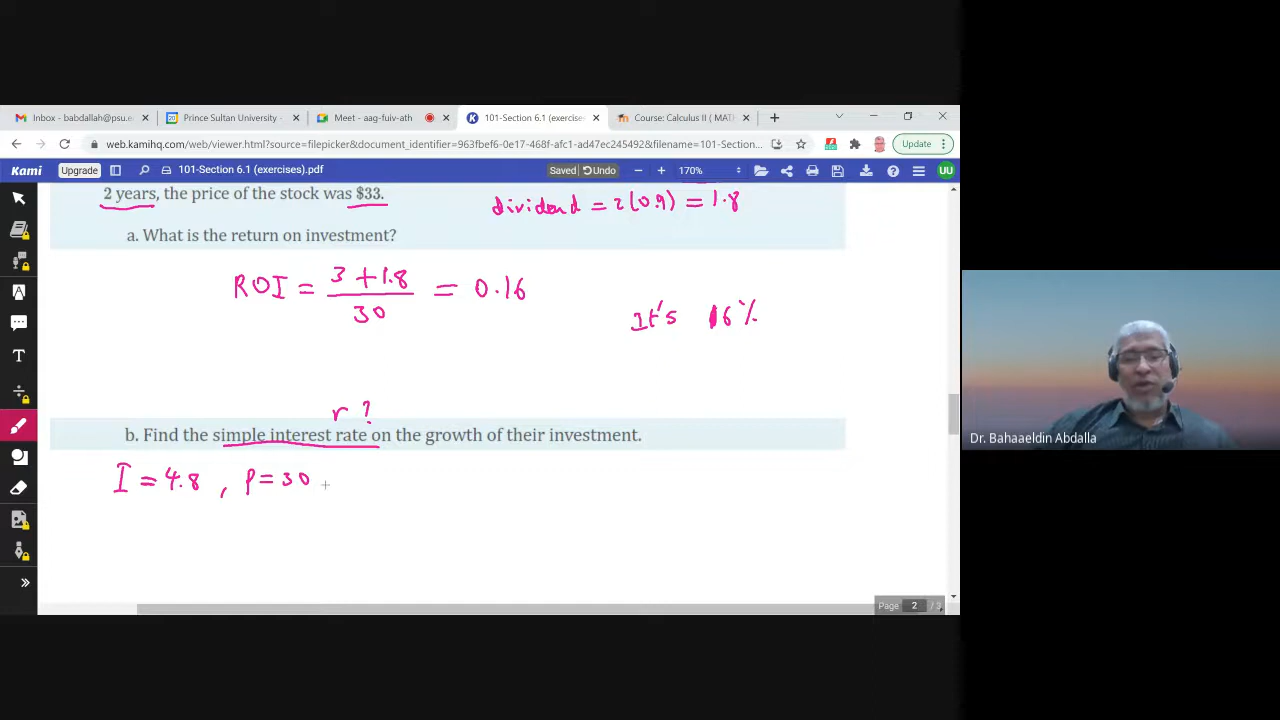 Inbox - babdallah@psu.e
Prince Sultan University -
Meet - aag-fuiv-ath
101-Section 6.1 (exercises
Course: Calculus II ( MAT
web.kamihq.com/web/viewer.html?source=filepicker&document_identifier=963fbef6-0e17-468f-afc1-ad47ec245492&filename=101-Section...
Update
Kami
Upgrade
101-Section 6.1 (exercises).pdf
Saved
Undo
170%
UU
2 years, the price of the stock was $33.
dividend = 2(0.9) = 1.8
a. What is the return on investment?
ROI = 3 + 1.8 / 30 = 0.16
It's 16%
r ?
b. Find the simple interest rate on the growth of their investment.
I = 4.8 , P = 30
Page 2 / 3
Dr. Bahaaeldin Abdalla